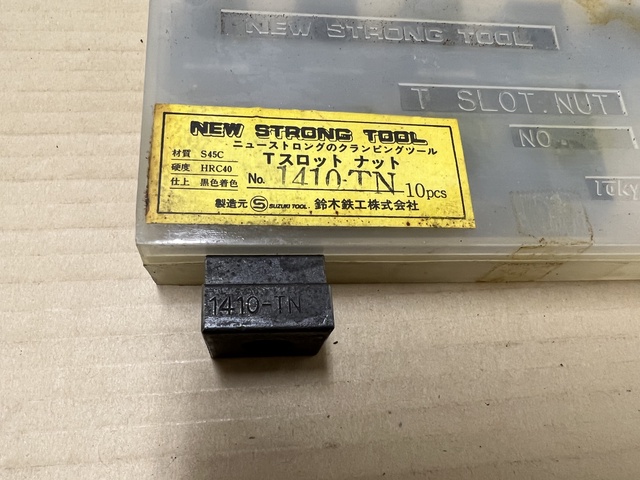 NEW STRONG TOOL
T SLOT.NUT
NO.
NEW STRONG TOOL
ニューストロングのクランピングツール
材質 S45C
Tスロット ナット
硬度 HRC40
No. 1410-TN 10pcs
仕上 黒色着色
製造元 S SUZUKI TOOL. 鈴木鉄工株式会社
1410-TN